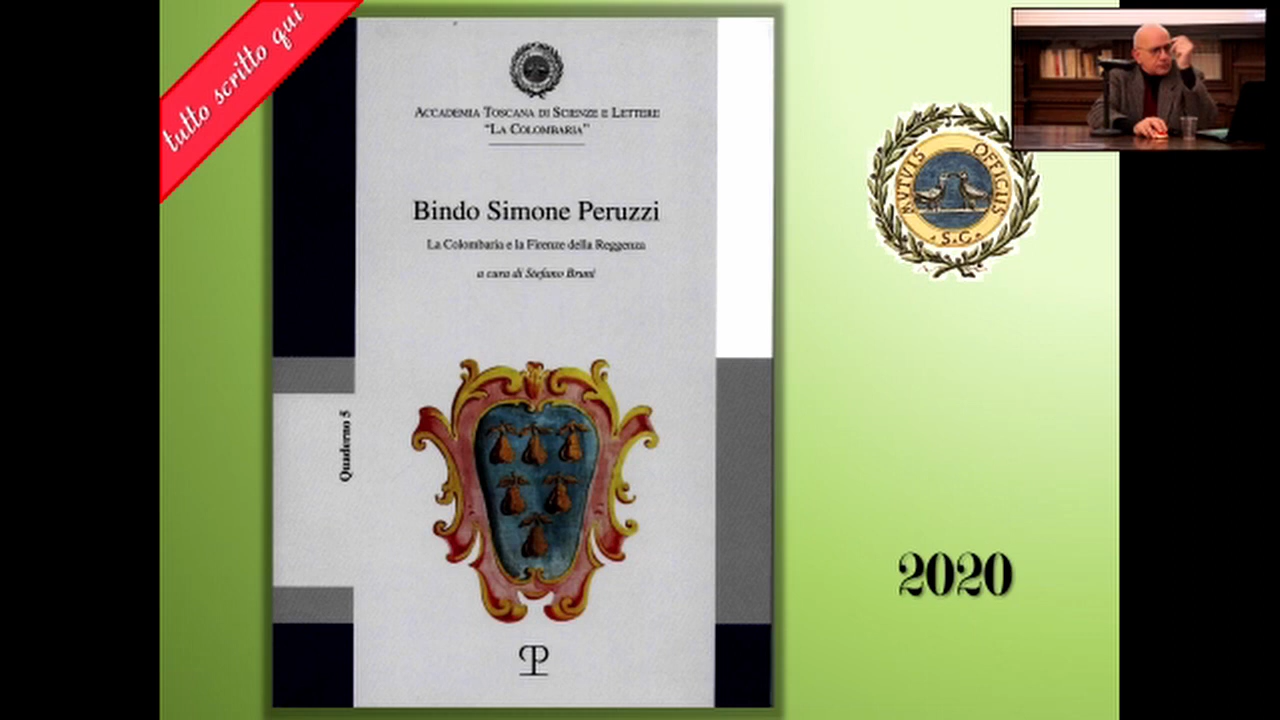 tutto scritto qui
ACCADEMIA TOSCANA DI SCIENZE E LETTERE
"LA COLOMBARIA"
Bindo Simone Peruzzi
La Colombaria e la Firenze della Reggenza
a cura di Stefano Bruni
Quaderno 5
MVTVIS OFFICIIS
S.C.
2020